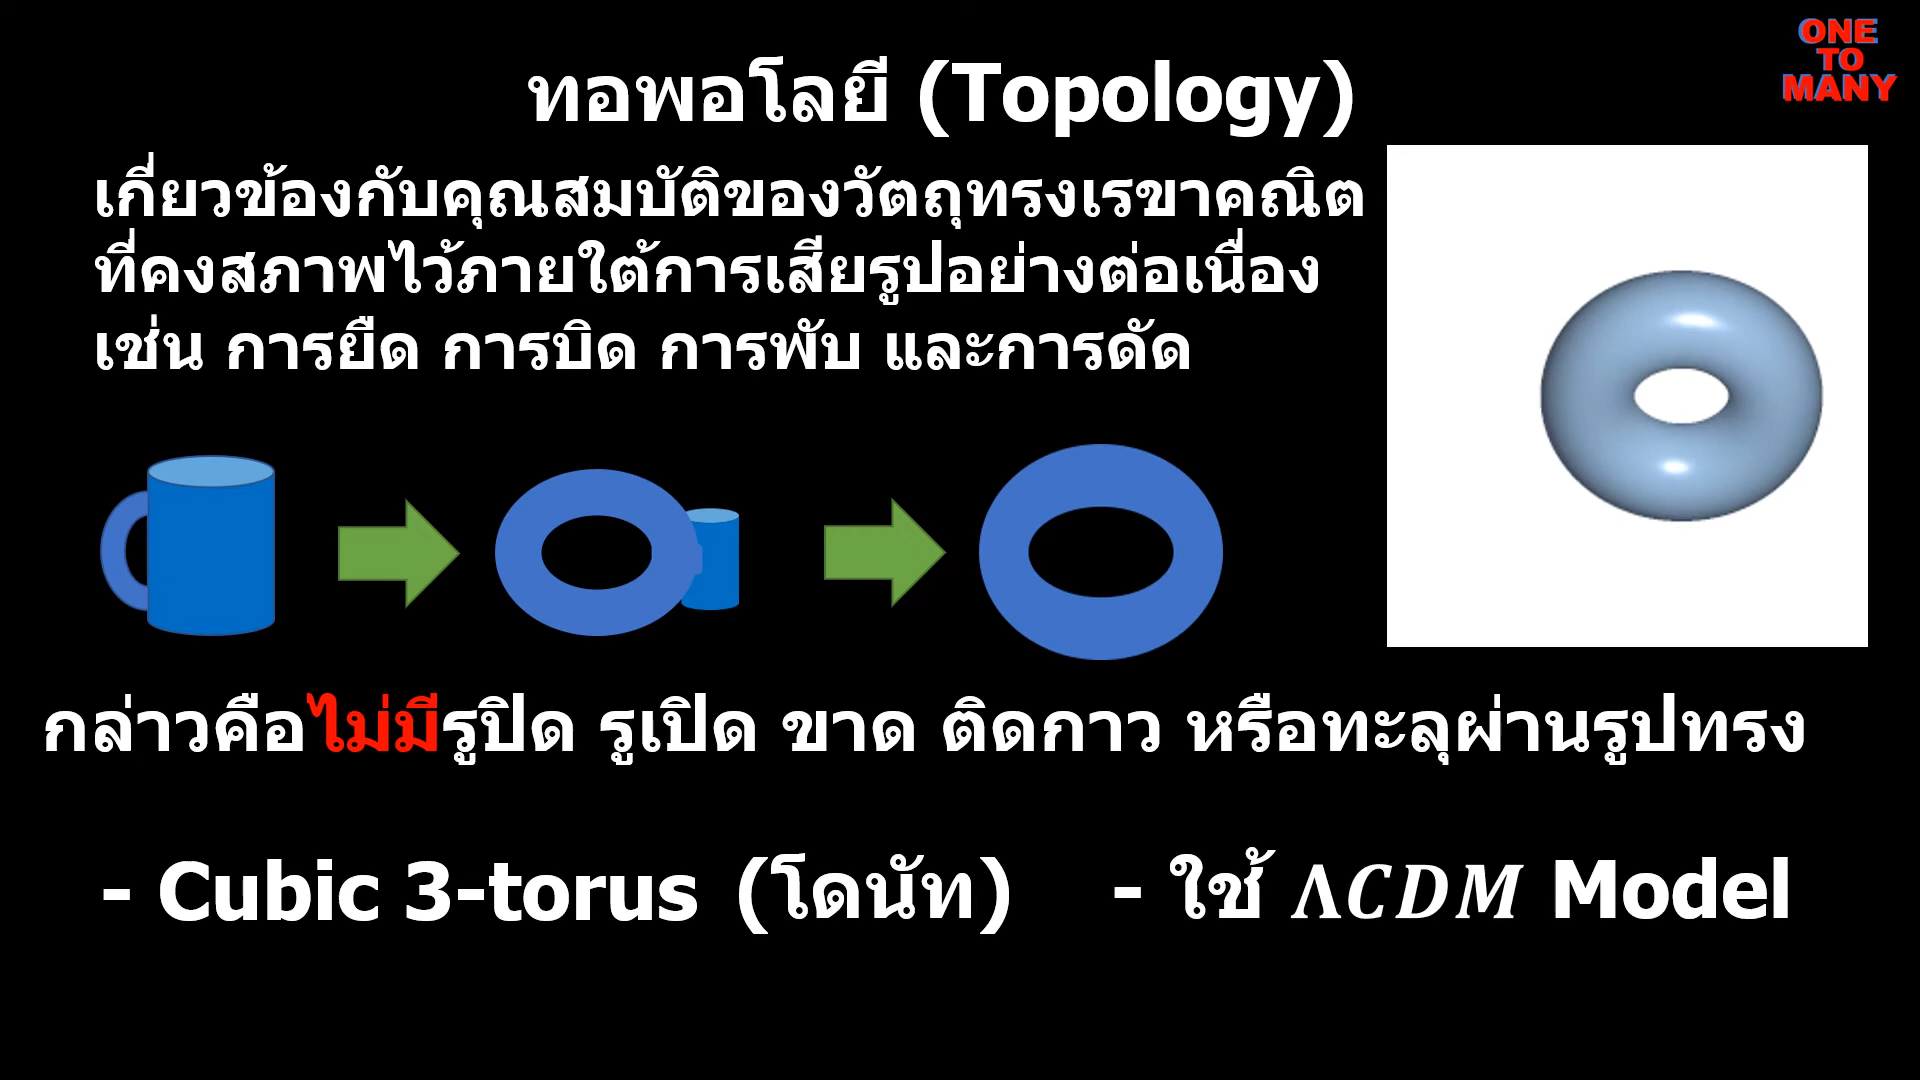 ONE
TO
MANY
ทอพอโลยี (Topology)
เกี่ยวข้องกับคุณสมบัติของวัตถุทรงเรขาคณิต
ที่คงสภาพไว้ภายใต้การเสียรูปอย่างต่อเนื่อง
เช่น การยืด การบิด การพับ และการดัด
กล่าวคือไม่มีรูปิด รูเปิด ขาด ติดกาว หรือทะลุผ่านรูปทรง
- Cubic 3-torus (โดนัท) - ใช้ ΛCDM Model